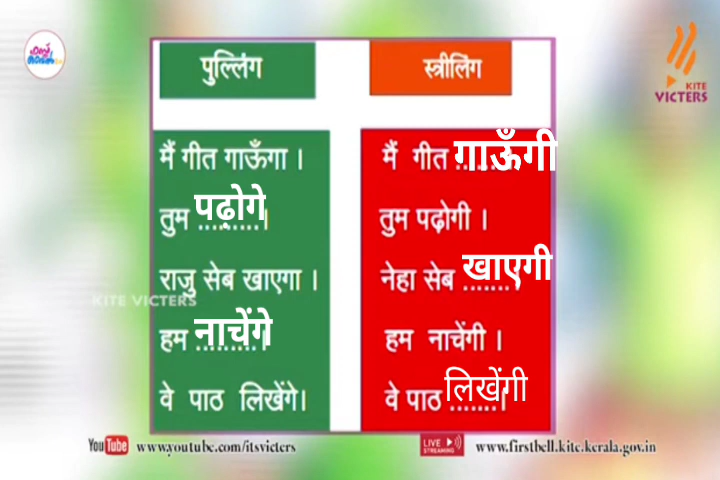 KITE
VICTERS
पुल्लिंग
स्त्रीलिंग
मैं गीत गाऊँगा ।
मैं गीत ........ गाऊँगी
तुम ......... । पढ़ोगे
तुम पढ़ोगी ।
राजु सेब खाएगा ।
नेहा सेब ....... । खाएगी
KITE VICTERS
हम ......... । नाचेंगे
हम नाचेंगी ।
वे पाठ लिखेंगे।
वे पाठ ....... । लिखेंगी
YouTube www.youtube.com/itsvicters
LIVE STREAMING www.firstbell.kite.kerala.gov.in